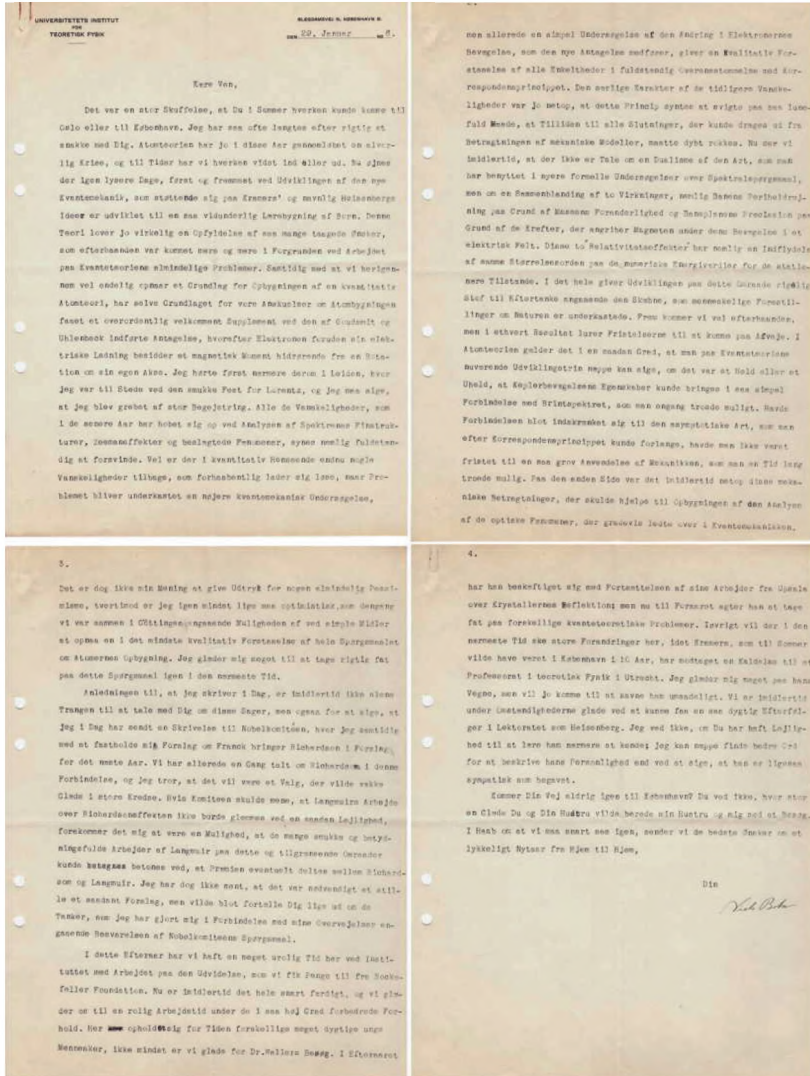 UNIVERSITETETS INSTITUT
FOR
TEORETISK FYSIK
BLEGDAMSVEJ 15, KØBENHAVN Ø.
DEN 29. Januar
Kære Ven,
Det var en stor Skuffelse, at Du i Sommer hverken kunde komme til
Oslo eller til København. Jeg har saa ofte længtes efter rigtig at
snakke med Dig. Atomteorien har jo i disse Aar gennemlevet en alvor-
lig Krise, og til Tider har vi hverken vidst ind eller ud. Nu synes
der igen lysere Dage, først og fremmest ved Udviklingen af den nye
Kvantemekanik, som støttende sig paa Kramers' og navnlig Heisenbergs
Ideer er udviklet til en saa vidunderlig Lærebygning af Born. Denne
Teori lover jo virkelig en Opfyldelse af saa mange taagede Ønsker,
som efterhaanden var kommet mere og mere i Forgrunden ved Arbejdet
paa Kvanteteoriens almindelige Problemer. Samtidig med at vi herigen-
nem vel endelig øjner et Grundlag for Opbygningen af en kvantitativ
Atomteori, har selve Grundlaget for vore Anskuelser om Atombygningen
faaet et overordentlig velkomment Supplement ved den af Goudsmit og
Uhlenbeck indførte Antagelse, hvorefter Elektronen foruden sin elek-
triske Ladning besidder et magnetisk Moment hidrørende fra en Rota-
tion om sin egen Akse. Jeg hørte først nærmere derom i Leiden, hvor
jeg var til Stede ved den smukke Fest for Lorentz, og jeg maa sige,
at jeg blev grebet af stor Begejstring. Alle de Vanskeligheder, som
i de senere Aar har hobet sig op ved Analysen af Spektrenes Finstruk-
turer, Zeemaneffekter og beslægtede Fænomener, synes nemlig fuldstæn-
dig at forsvinde. Vel er der i kvantitativ Henseende endnu nogle
Vanskeligheder tilbage, som forhaabentlig lader sig løse, naar Pro-
blemet bliver underkastet en nøjere kvantemekanisk Undersøgelse,
men allerede en simpel Undersøgelse af den Ændring i Elektronernes
Bevægelse, som den nye Antagelse medfører, giver en Kvalitativ For-
staaelse af alle Enkeltheder i fuldstændig Overensstemmelse med Kor-
respondensprincippet. Den særlige Karakter af de tidligere Vanske-
ligheder var jo netop, at dette Princip syntes at svigte paa saa lune-
fuld Maade, at Tilliden til alle Slutninger, der kunde drages ud fra
Betragtningen af mekaniske Modeller, maatte dybt rokkes. Nu ser vi
imidlertid, at der ikke er Tale om en Dualisme af den Art, som man
har benyttet i nyere formelle Undersøgelser over Spektralspørgsmaal,
men om en Sammenblanding af to Virkninger, nemlig Banens Periheldrej-
ning paa Grund af Massens Foranderlighed og Baneplanens Præcession paa
Grund af de Kræfter, der angriber Magneten under dens Bevægelse i et
elektrisk Felt. Disse to Relativitetseffekter har nemlig en Indflydelse
af samme Størrelsesorden paa de numeriske Energiværdier for de statio-
nære Tilstande. I det hele giver Udviklingen paa dette Omraade rigelig
Stof til Eftertanke angaaende den Skæbne, som menneskelige Forestil-
linger om Naturen er underkastede. Frem kommer vi vel efterhaanden,
men i ethvert Resultat lurer Fristelserne til at komme paa Afveje. I
Atomteorien gælder det i en saadan Grad, at man paa Kvanteteoriens
nuværende Udviklingstrin næppe kan sige, om det var et Held eller et
Uheld, at Keplerbevægelsens Egenskaber kunde bringes i saa simpel
Forbindelse med Brintspektret, som man engang troede muligt. Havde
Forbindelsen blot indskrænket sig til den asymptotiske Art, som man
efter Korrespondensprincippet kunde forlange, havde man ikke været
fristet til en saa grov Anvendelse af Mekanikken, som man en Tid lang
troede mulig. Paa den anden Side var det imidlertid netop disse meka-
niske Betragtninger, der skulde hjælpe til Opbygningen af den Analyse
af de optiske Fænomener, der gradevis ledte over i Kvantemekanikken.
3.
Det er dog ikke min Mening at give Udtryk for nogen almindelig Pessi-
misme, tvertimod er jeg igen mindst lige saa optimistisk, som dengang
vi var sammen i Göttingen, angaaende Muligheden af ved simple Midler
at opnaa en i det mindste kvalitativ Forstaaelse af hele Spørgsmaalet
om Atomernes Opbygning. Jeg glæder mig meget til at tage rigtig fat
paa dette Spørgsmaal igen i den nærmeste Tid.
Anledningen til, at jeg skriver i Dag, er imidlertid ikke alene
Trangen til at tale med Dig om disse Sager, men ogsaa for at sige, at
jeg i Dag har sendt en Skrivelse til Nobelkomitéen, hvor jeg samtidig
med at fastholde mit Forslag om Franck bringer Richardson i Forslag
for det næste Aar. Vi har allerede en Gang talt om Richardson i denne
Forbindelse, og jeg tror, at det vil være et Valg, der vilde vække
Glæde i store Kredse. Hvis Komitéen skulde mene, at Langmuirs Arbejde
over Richardsoneffekten ikke burde glemmes ved en saadan Lejlighed,
forekommer det mig at være en Mulighed, at de mange smukke og betyd-
ningsfulde Arbejder af Langmuir paa dette og tilgrænsende Omraader
kunde betones ved, at Præmien eventuelt deltes mellem Richard-
son og Langmuir. Jeg har dog ikke ment, at det var nødvendigt at stil-
le et saadant Forslag, men vilde blot fortælle Dig lige ud om de
Tanker, som jeg har gjort mig i Forbindelse med mine Overvejelser an-
gaaende Besvarelsen af Nobelkomitéens Spørgsmaal.
I dette Efteraar har vi haft en meget urolig Tid her ved Insti-
tuttet med Arbejdet paa den Udvidelse, som vi fik Penge til fra Rocke-
feller Foundation. Nu er imidlertid det hele snart færdigt, og vi glæ-
der os til en rolig Arbejdstid under de i saa høj Grad forbedrede For-
hold. Her opholdt sig for Tiden forskellige meget dygtige unge
Mennesker, ikke mindst er vi glade for Dr. Wallers Besøg. I Efteraaret
4.
har han beskæftiget sig med Fortsættelsen af sine Arbejder fra Upsala
over Krystallernes Reflektion; men nu til Foraaret agter han at tage
fat paa forskellige kvanteteoretiske Problemer. Iøvrigt vil der i den
nærmeste Tid ske store Forandringer her, idet Kramers, som til Sommer
vilde have været i København i 10 Aar, har modtaget en Kaldelse til et
Professorat i teoretisk Fysik i Utrecht. Jeg glæder mig meget paa hans
Vegne, men vil jo komme til at savne ham umaadeligt. Vi er imidlertid
under Omstændighederne glade ved at kunne faa en saa dygtig Efterføl-
ger i Lektoratet som Heisenberg. Jeg ved ikke, om Du har haft Lejlig-
hed til at lære ham nærmere at kende; jeg kan næppe finde bedre Ord
for at beskrive hans Personlighed end ved at sige, at han er ligesaa
sympatisk som begavet.
Kommer Din Vej aldrig igen til København? Du ved ikke, hvor stor
en Glæde Du og Din Hustru vilde berede min Hustru og mig ved et Besøg.
I Haab om at vi maa snart ses igen, sender vi de bedste Ønsker om et
lykkeligt Nytaar fra Hjem til Hjem,
Din
Niels Bohr